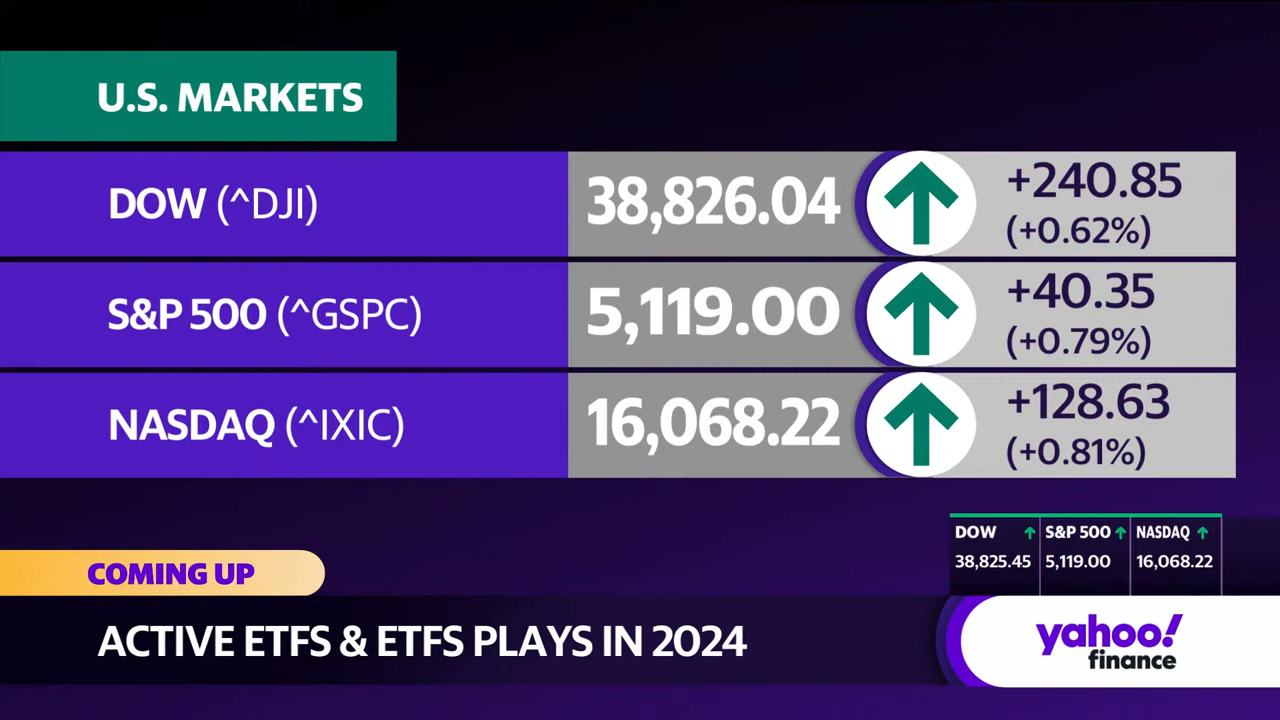 U.S. MARKETS
DOW (^DJI) 38,826.04 +240.85
(+0.62%)
S&P 500 (^GSPC) 5,119.00 +40.35
(+0.79%)
NASDAQ (^IXIC) 16,068.22 +128.63
(+0.81%)
DOW S&P 500 NASDAQ
38,825.45 5,119.00 16,068.22
COMING UP
ACTIVE ETFS & ETFS PLAYS IN 2024
yahoo!
finance